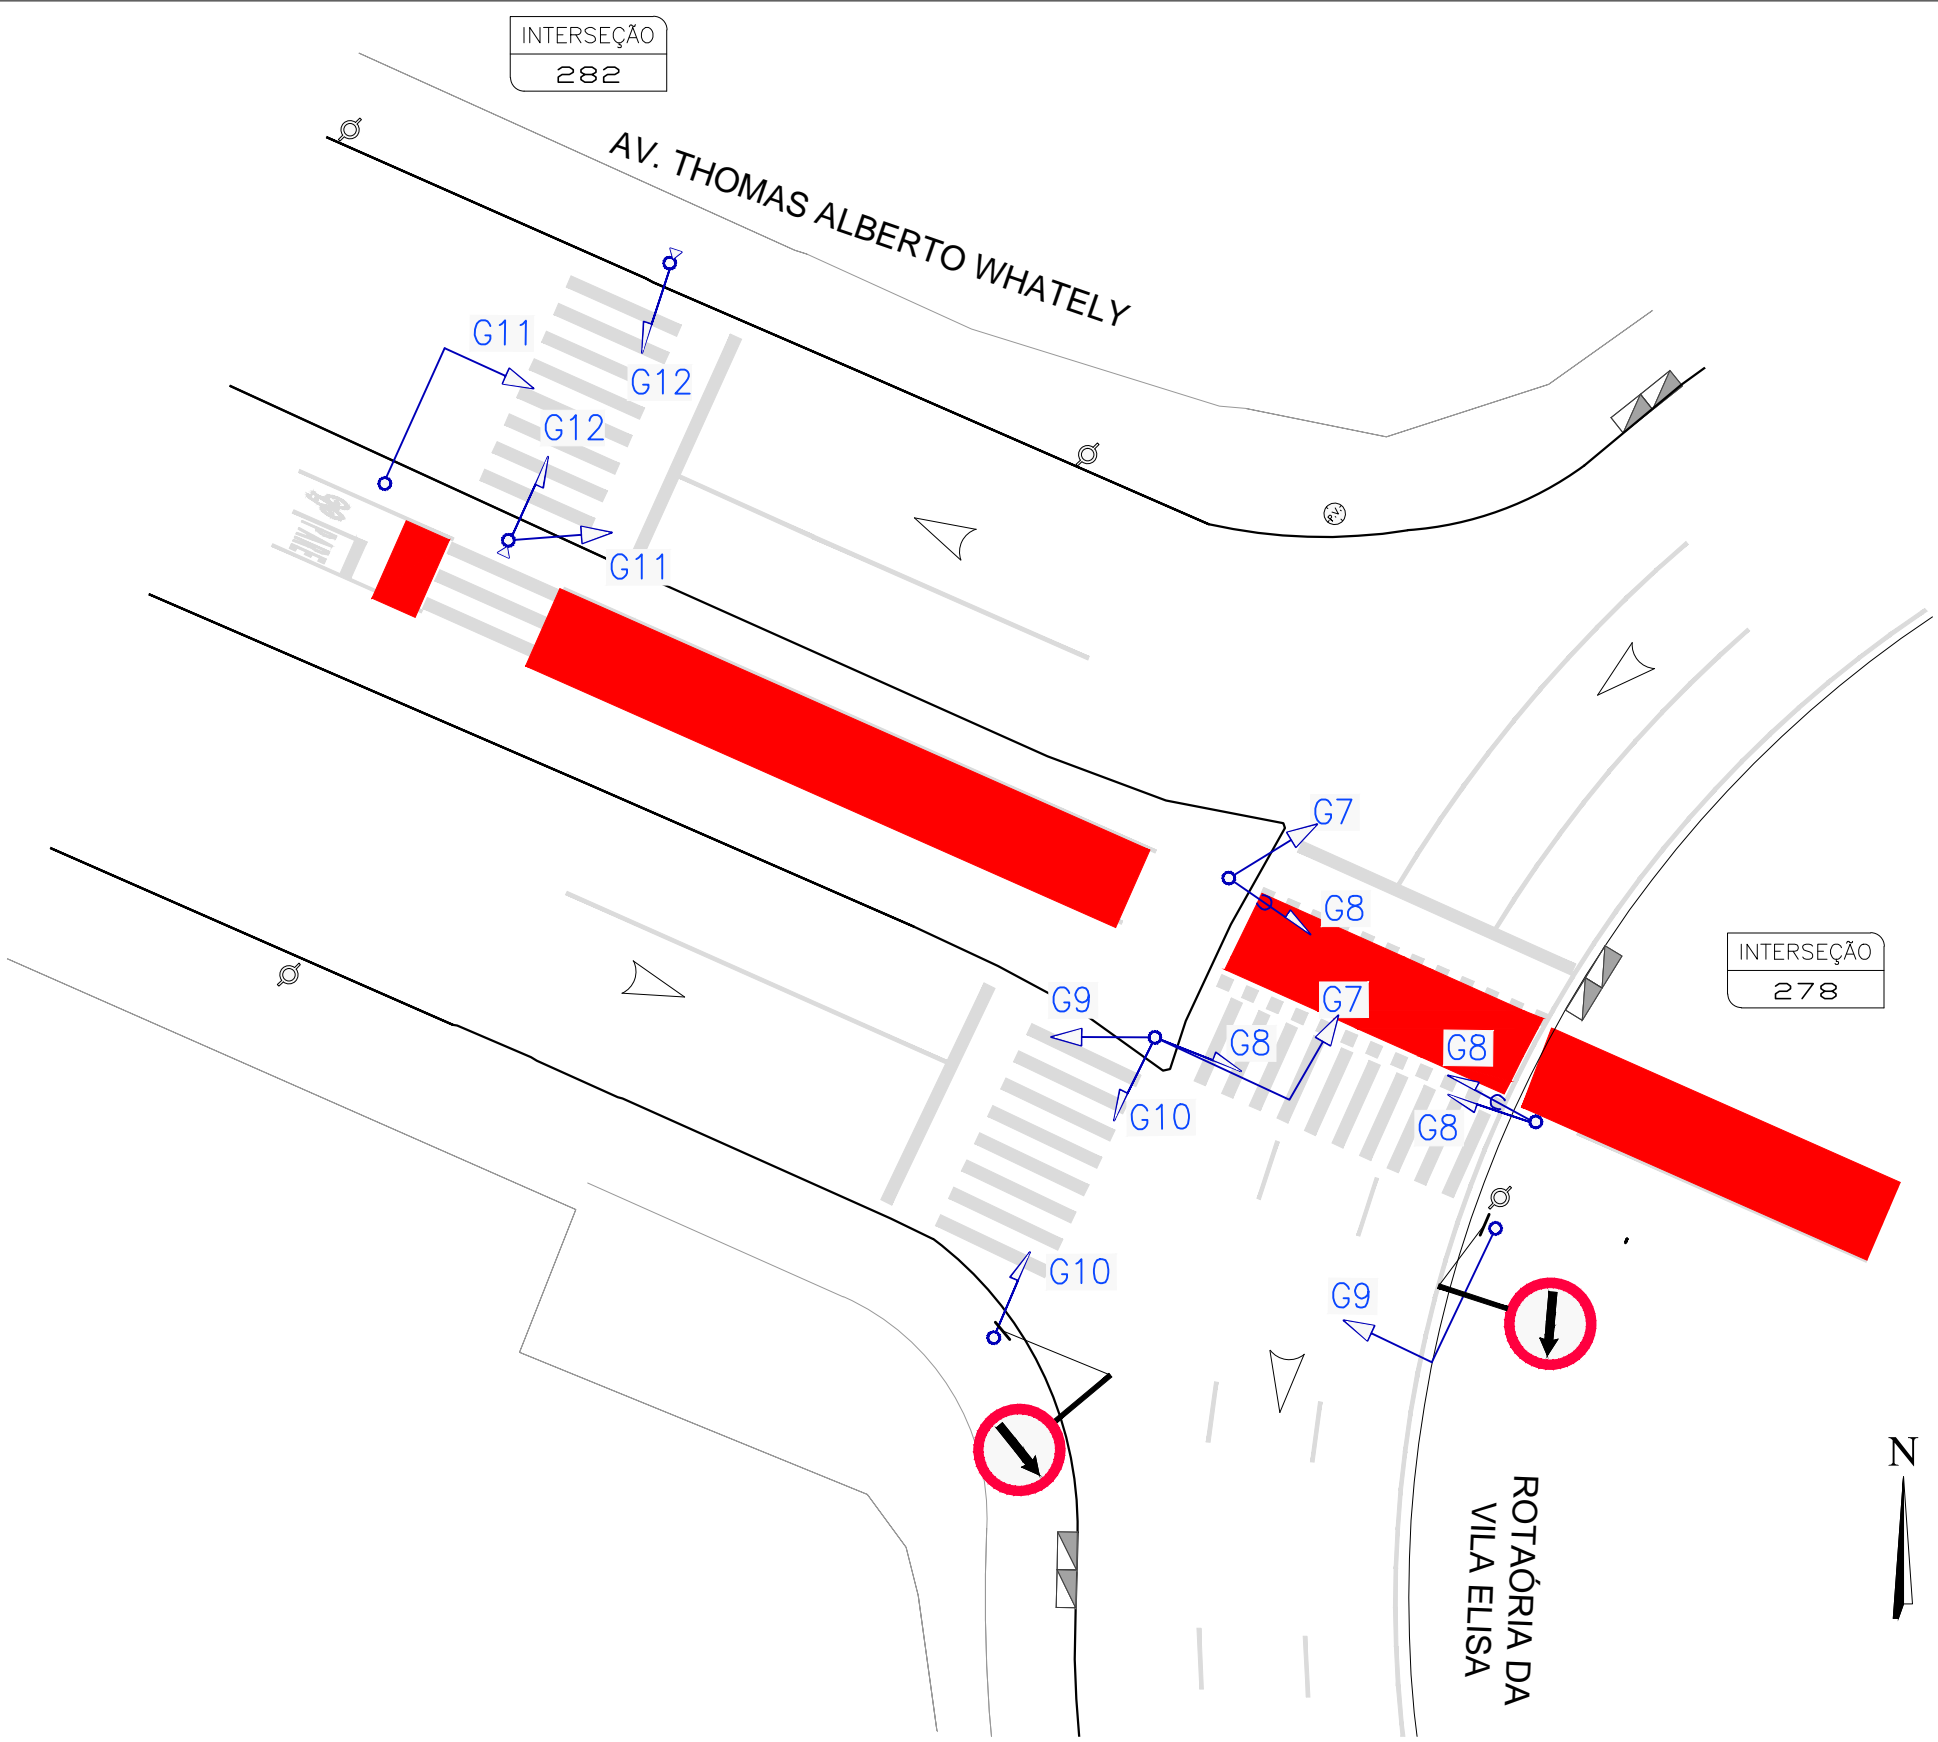 INTERSEÇÃO
282
AV. THOMAS ALBERTO WHATELY
G11
G12
G12
G11
PARE
P.V.
G7
G8
INTERSEÇÃO
278
G9
G7
G8
G8
G10
G8
G10
G9
N
ROTAÓRIA DA
VILA ELISA